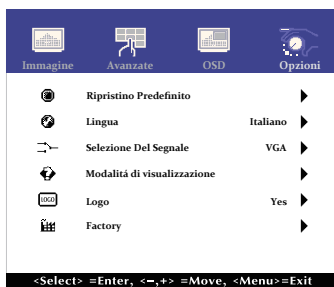 Immagine Avanzate OSD Opzioni
Ripristino Predefinito
Lingua Italiano
Selezione Del Segnale VGA
Modalitá di visualizzazione
LOGO Logo Yes
Factory
<Select> =Enter, <−,+> =Move, <Menu>=Exit